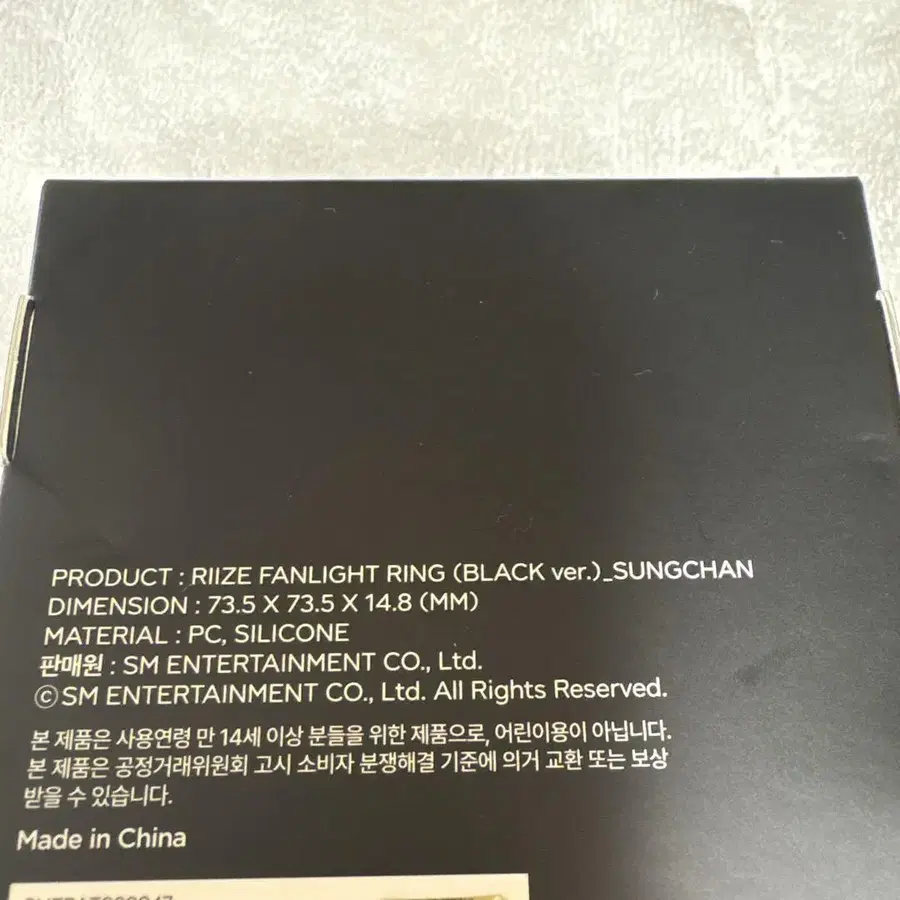 PRODUCT : RIIZE FANLIGHT RING (BLACK ver.)_SUNGCHAN
DIMENSION : 73.5 X 73.5 X 14.8 (MM)
MATERIAL : PC, SILICONE
판매원 : SM ENTERTAINMENT CO., Ltd.
ⓒSM ENTERTAINMENT CO., Ltd. All Rights Reserved.
본 제품은 사용연령 만 14세 이상 분들을 위한 제품으로, 어린이용이 아닙니다.
본 제품은 공정거래위원회 고시 소비자 분쟁해결 기준에 의거 교환 또는 보상
받을 수 있습니다.
Made in China